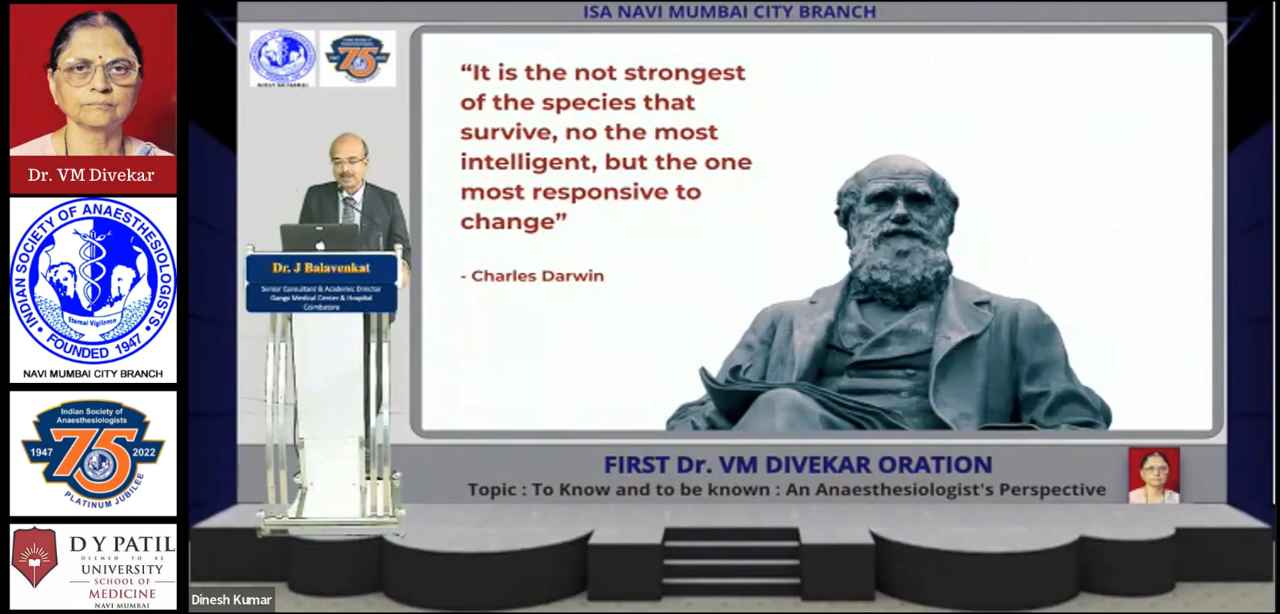 Dr. VM Divekar
INDIAN SOCIETY OF ANAESTHESIOLOGISTS
Eternal Vigilance
• FOUNDED 1947 •
NAVI MUMBAI CITY BRANCH
Indian Society of
Anaesthesiologists
1947 75 2022
PLATINUM JUBILEE
D Y PATIL
DEEMED TO BE
UNIVERSITY
SCHOOL OF
MEDICINE
NAVI MUMBAI
ISA NAVI MUMBAI CITY BRANCH
75
“It is the not strongest
of the species that
survive, no the most
intelligent, but the one
most responsive to
change”
- Charles Darwin
Dr. J Balavenkat
Senior Consultant & Academic Director
Ganga Medical Center & Hospital
Coimbatore
FIRST Dr. VM DIVEKAR ORATION
Topic : To Know and to be known : An Anaesthesiologist's Perspective
Dinesh Kumar